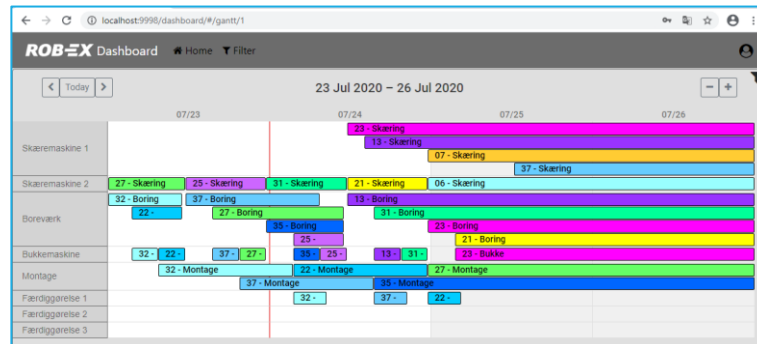 localhost:9998/dashboard/#/gantt/1
ROB-EX Dashboard Home Filter
Today 23 Jul 2020 – 26 Jul 2020 − +
07/23 07/24 07/25 07/26
Skæremaskine 1
23 - Skæring
13 - Skæring
07 - Skæring
37 - Skæring
Skæremaskine 2 27 - Skæring 25 - Skæring 31 - Skæring 21 - Skæring 06 - Skæring
Boreværk
32 - Boring 37 - Boring 13 - Boring
22 - 27 - Boring 31 - Boring
35 - Boring 23 - Boring
25 - 21 - Boring
Bukkemaskine 32 - 22 - 37 - 27 - 35 - 25 - 13 - 31 - 23 - Bukke
Montage
32 - Montage 22 - Montage 27 - Montage
37 - Montage 35 - Montage
Færdiggørelse 1 32 - 37 - 22 -
Færdiggørelse 2
Færdiggørelse 3